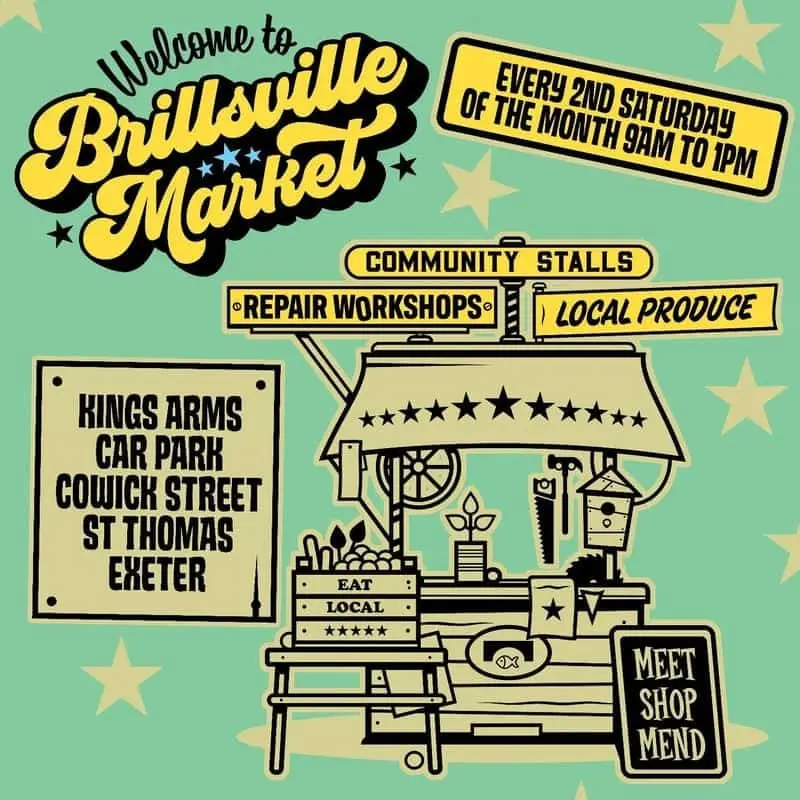 Welcome to
Brillsville
Market
EVERY 2ND SATURDAY
OF THE MONTH 9AM TO 1PM
COMMUNITY STALLS
REPAIR WORKSHOPS
LOCAL PRODUCE
KINGS ARMS
CAR PARK
COWICK STREET
ST THOMAS
EXETER
EAT
LOCAL
MEET
SHOP
MEND